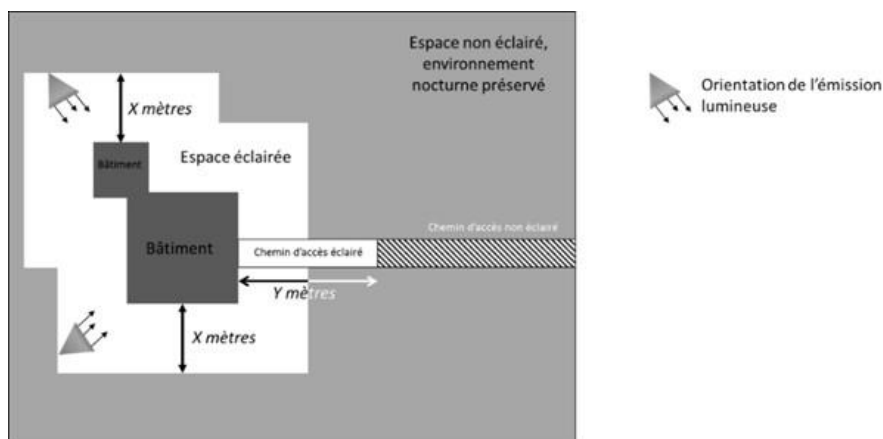 Espace non éclairé,
environnement
nocturne préservé
X mètres
Bâtiment
Espace éclairée
Chemin d'accès non éclairé
Bâtiment
Chemin d'accès éclairé
Y mètres
X mètres
Orientation de l'émission
lumineuse